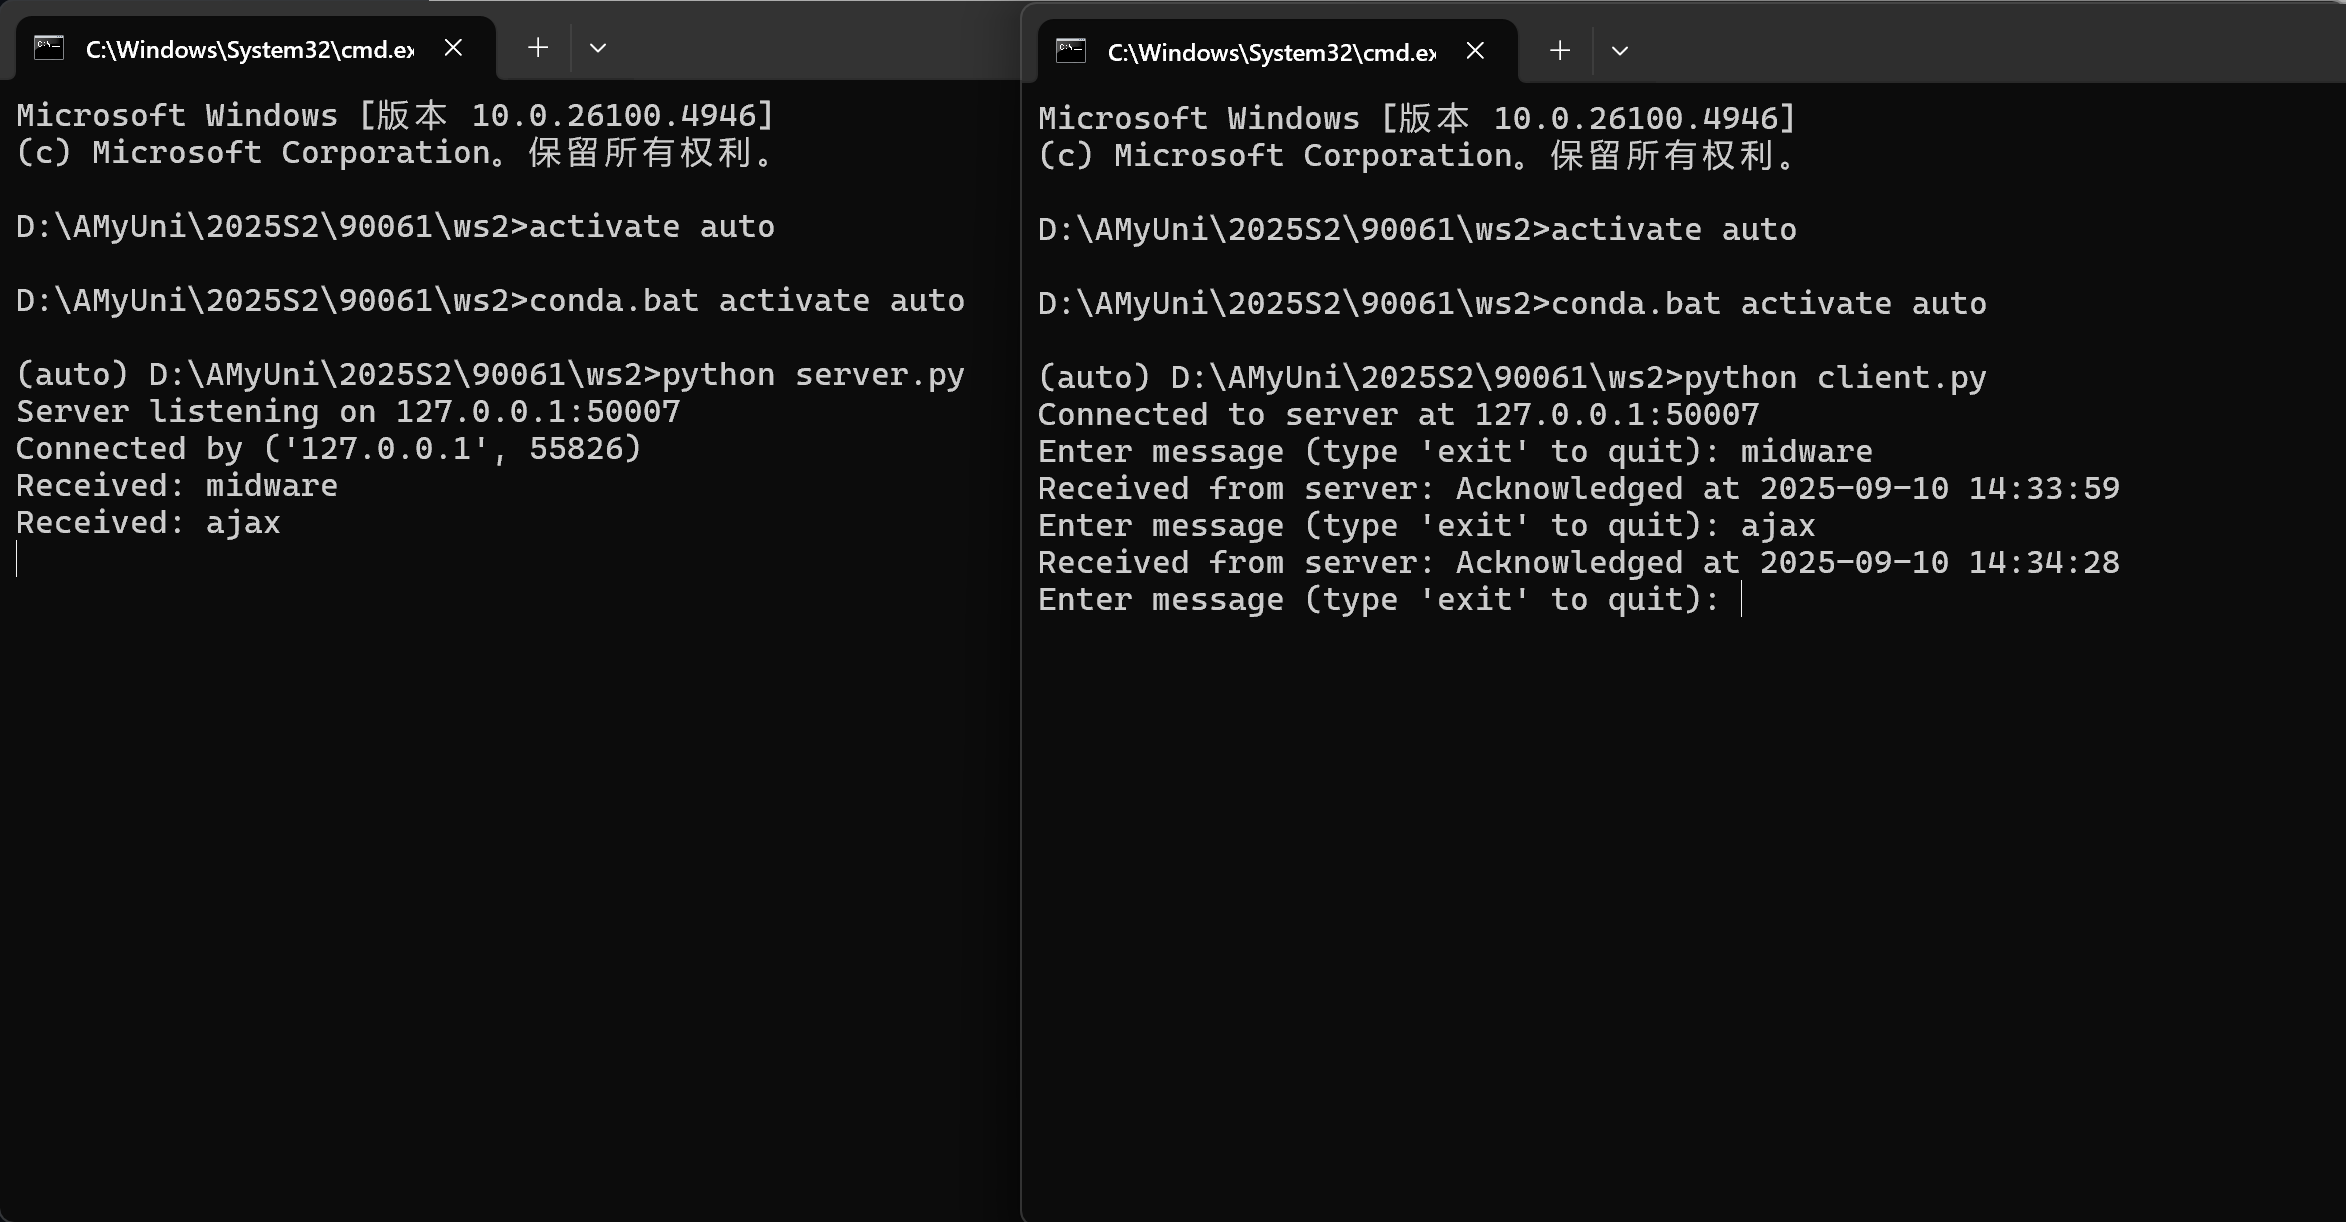 C:\Windows\System32\cmd.ex
Microsoft Windows [版本 10.0.26100.4946]
(c) Microsoft Corporation。保留所有权利。
D:\AMyUni\2025S2\90061\ws2>activate auto
D:\AMyUni\2025S2\90061\ws2>conda.bat activate auto
(auto) D:\AMyUni\2025S2\90061\ws2>python server.py
Server listening on 127.0.0.1:50007
Connected by ('127.0.0.1', 55826)
Received: midware
Received: ajax
C:\Windows\System32\cmd.ex
Microsoft Windows [版本 10.0.26100.4946]
(c) Microsoft Corporation。保留所有权利。
D:\AMyUni\2025S2\90061\ws2>activate auto
D:\AMyUni\2025S2\90061\ws2>conda.bat activate auto
(auto) D:\AMyUni\2025S2\90061\ws2>python client.py
Connected to server at 127.0.0.1:50007
Enter message (type 'exit' to quit): midware
Received from server: Acknowledged at 2025-09-10 14:33:59
Enter message (type 'exit' to quit): ajax
Received from server: Acknowledged at 2025-09-10 14:34:28
Enter message (type 'exit' to quit):